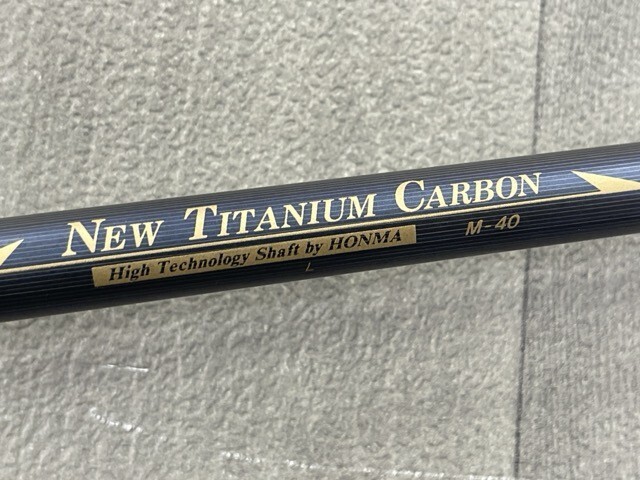 NEW TITANIUM CARBON
High Technology Shaft by HONMA
M-40
L